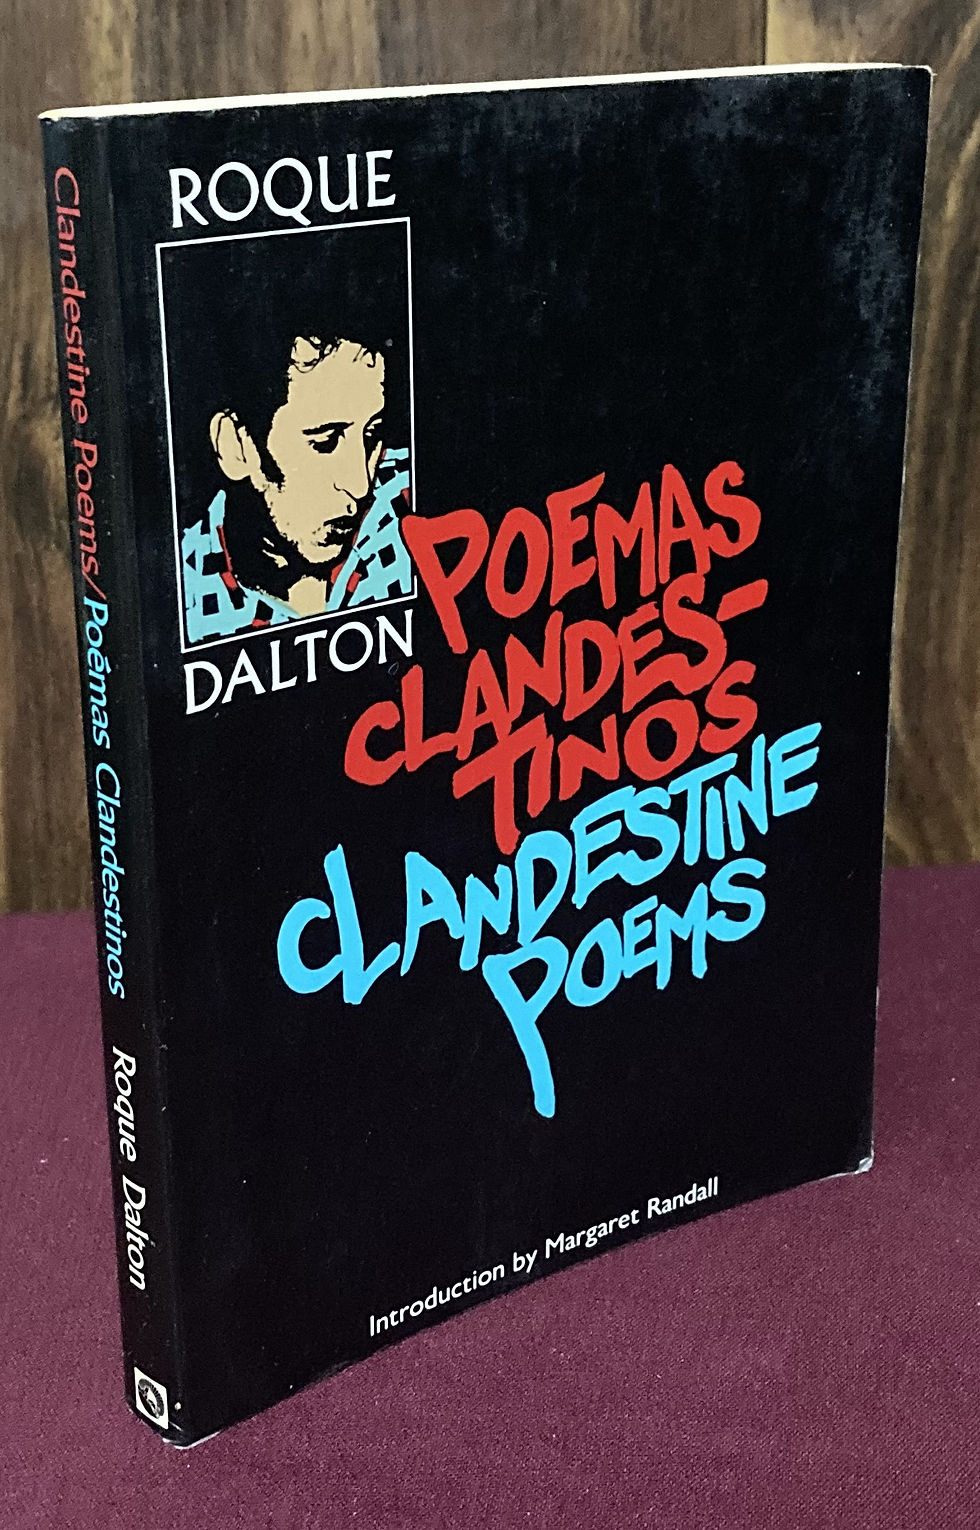 Clandestine Poems/Poêmas Clandestinos Roque Dalton
ROQUE
DALTON
POEMAS
CLANDES-
TINOS
CLANDESTINE
POEMS
Introduction by Margaret Randall